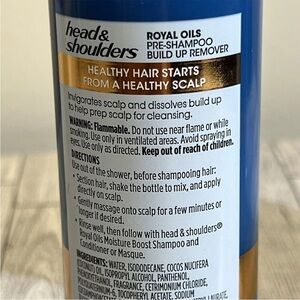 head&
shoulders
ROYAL OILS
PRE-SHAMPOO
BUILD UP REMOVER
HEALTHY HAIR STARTS
FROM A HEALTHY SCALP
Invigorates scalp and dissolves build up
to help prep scalp for cleansing.
WARNING: Flammable. Do not use near flame or while
smoking. Use only in ventilated areas. Avoid spraying in
eyes. Use only as directed. Keep out of reach of children.
DIRECTIONS
Use out of the shower, before shampooing hair:
• Section hair, shake the bottle to mix, and apply
directly on scalp.
• Gently massage onto scalp for a few minutes or
longer if desired.
• Rinse well, then follow with head & shoulders®
Royal Oils Moisture Boost Shampoo and
Conditioner or Masque.
INGREDIENTS: WATER, ISODODECANE, COCOS NUCIFERA
(COCONUT) OIL, ISOPROPYL ALCOHOL, PANTHENOL,
PHENOXYETHANOL, FRAGRANCE, CETRIMONIUM CHLORIDE,
TOCOPHERYL ACETATE, SODIUM